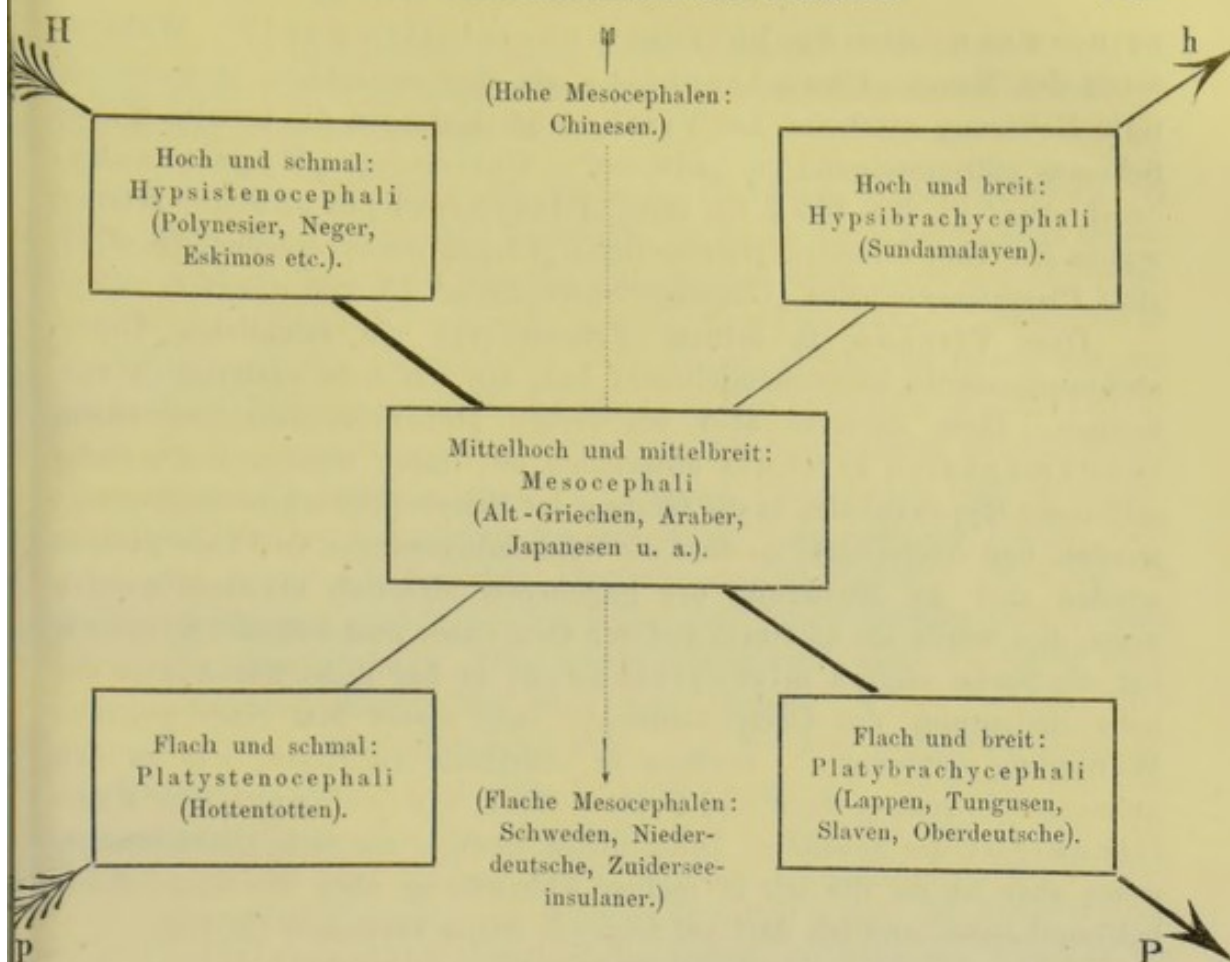 H
h
(Hohe Mesocephalen:
Chinesen.)
Hoch und schmal:
Hypsistenocephali
(Polynesier, Neger,
Eskimos etc.).
Hoch und breit:
Hypsibrachycephali
(Sundamalayen).
Mittelhoch und mittelbreit:
Mesocephali
(Alt-Griechen, Araber,
Japanesen u. a.).
Flach und schmal:
Platystenocephali
(Hottentotten).
(Flache Mesocephalen:
Schweden, Nieder-
deutsche, Zuidersee-
insulaner.)
Flach und breit:
Platybrachycephali
(Lappen, Tungusen,
Slaven, Oberdeutsche).
p
P